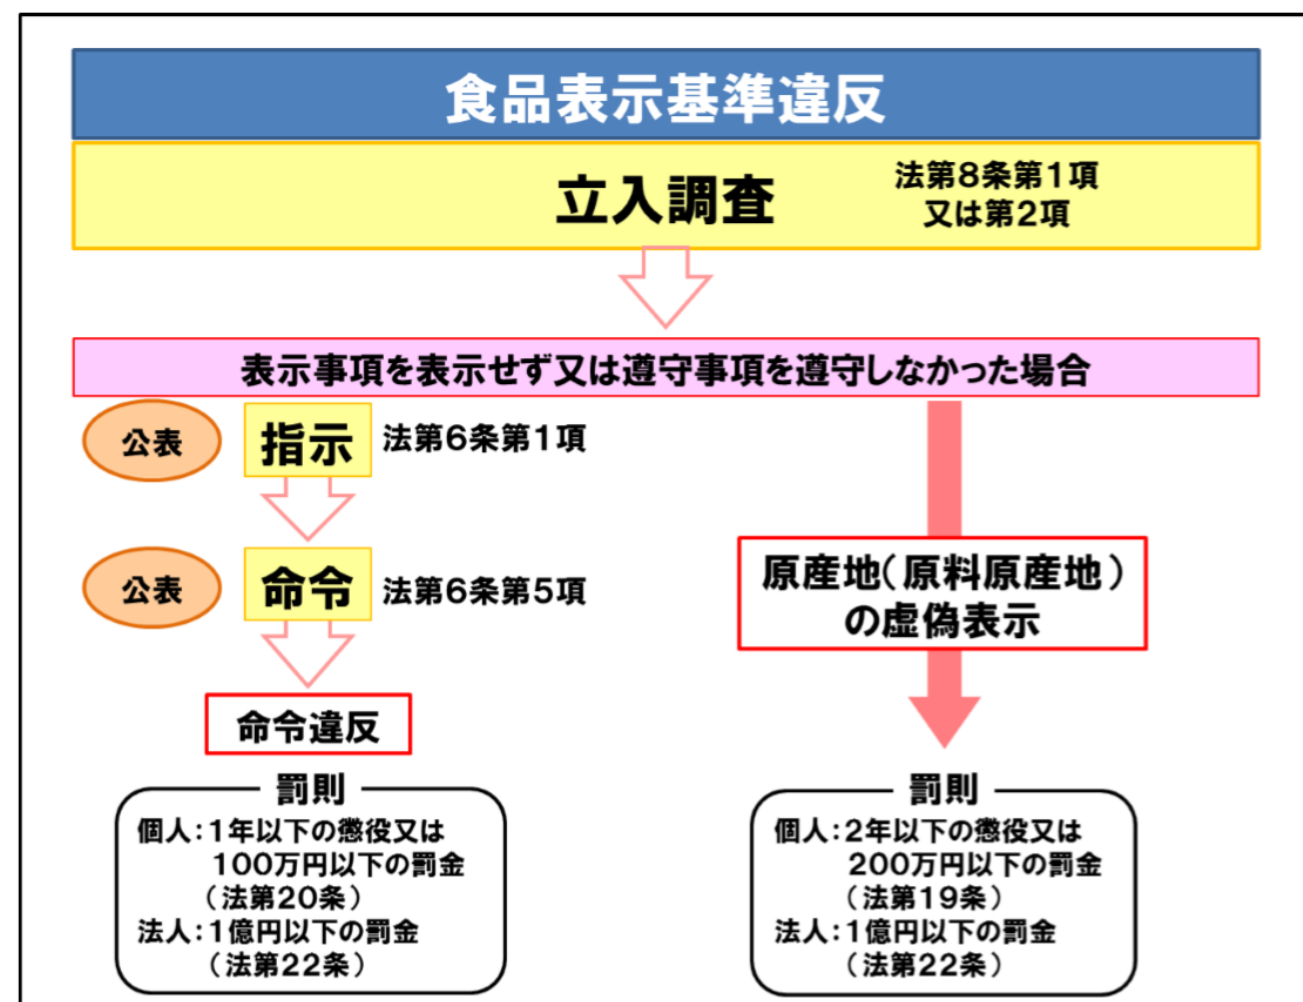 食品表示基準違反
立入調査
法第8条第1項
又は第2項
表示事項を表示せず又は遵守事項を遵守しなかった場合
公表
指示
法第6条第1項
公表
命令
法第6条第5項
命令違反
罰則
個人：1年以下の懲役又は
100万円以下の罰金
（法第20条）
法人：1億円以下の罰金
（法第22条）
原産地（原料原産地）
の虚偽表示
罰則
個人：2年以下の懲役又は
200万円以下の罰金
（法第19条）
法人：1億円以下の罰金
（法第22条）